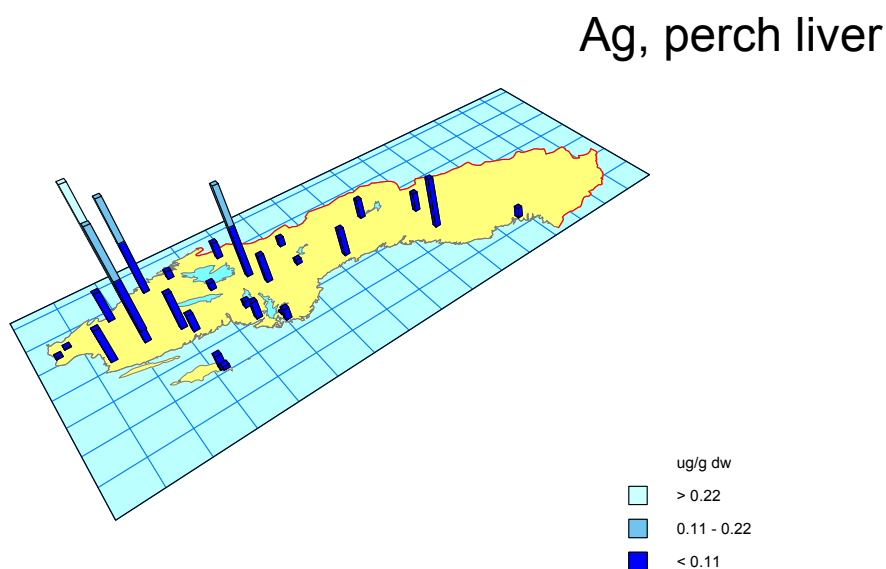 Ag, perch liver
ug/g dw
> 0.22
0.11 - 0.22
< 0.11